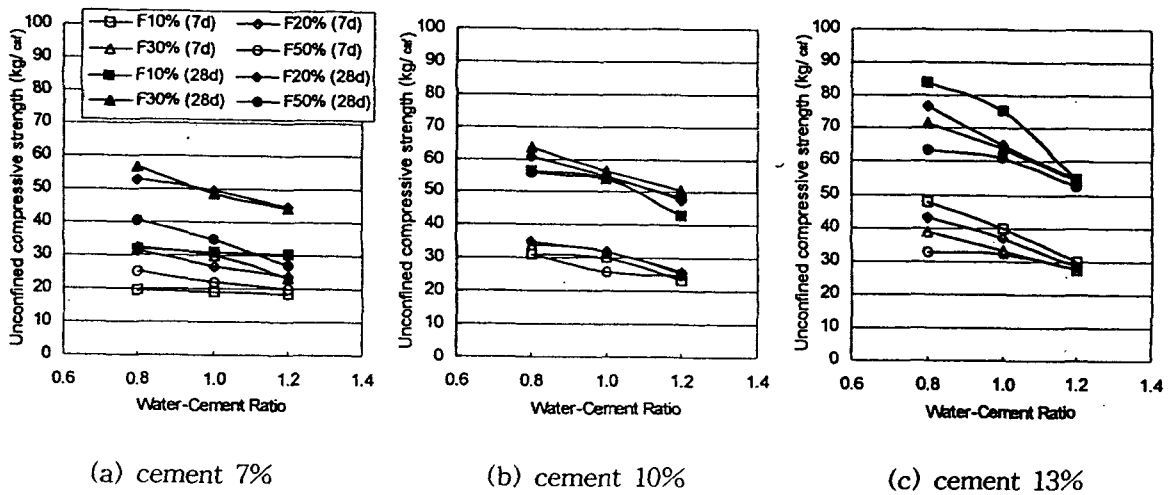 Unconfined compressive strength (kg/㎠)
100
90
80
70
60
50
40
30
20
10
0
F10% (7d)
F20% (7d)
F30% (7d)
F50% (7d)
F10% (28d)
F20% (28d)
F30% (28d)
F50% (28d)
0.6 0.8 1.0 1.2 1.4
Water-Cement Ratio
(a) cement 7%
Unconfined compressive strength (kg/㎠)
100
90
80
70
60
50
40
30
20
10
0
0.6 0.8 1.0 1.2 1.4
Water-Cement Ratio
(b) cement 10%
Unconfined compressive strength (kg/㎠)
100
90
80
70
60
50
40
30
20
10
0
0.6 0.8 1.0 1.2 1.4
Water-Cement Ratio
(c) cement 13%